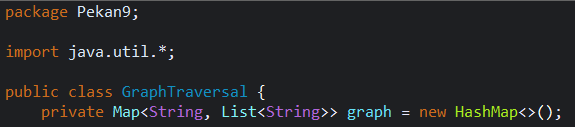 package Pekan9;
import java.util.*;
public class GraphTraversal {
    private Map<String, List<String>> graph = new HashMap<>();